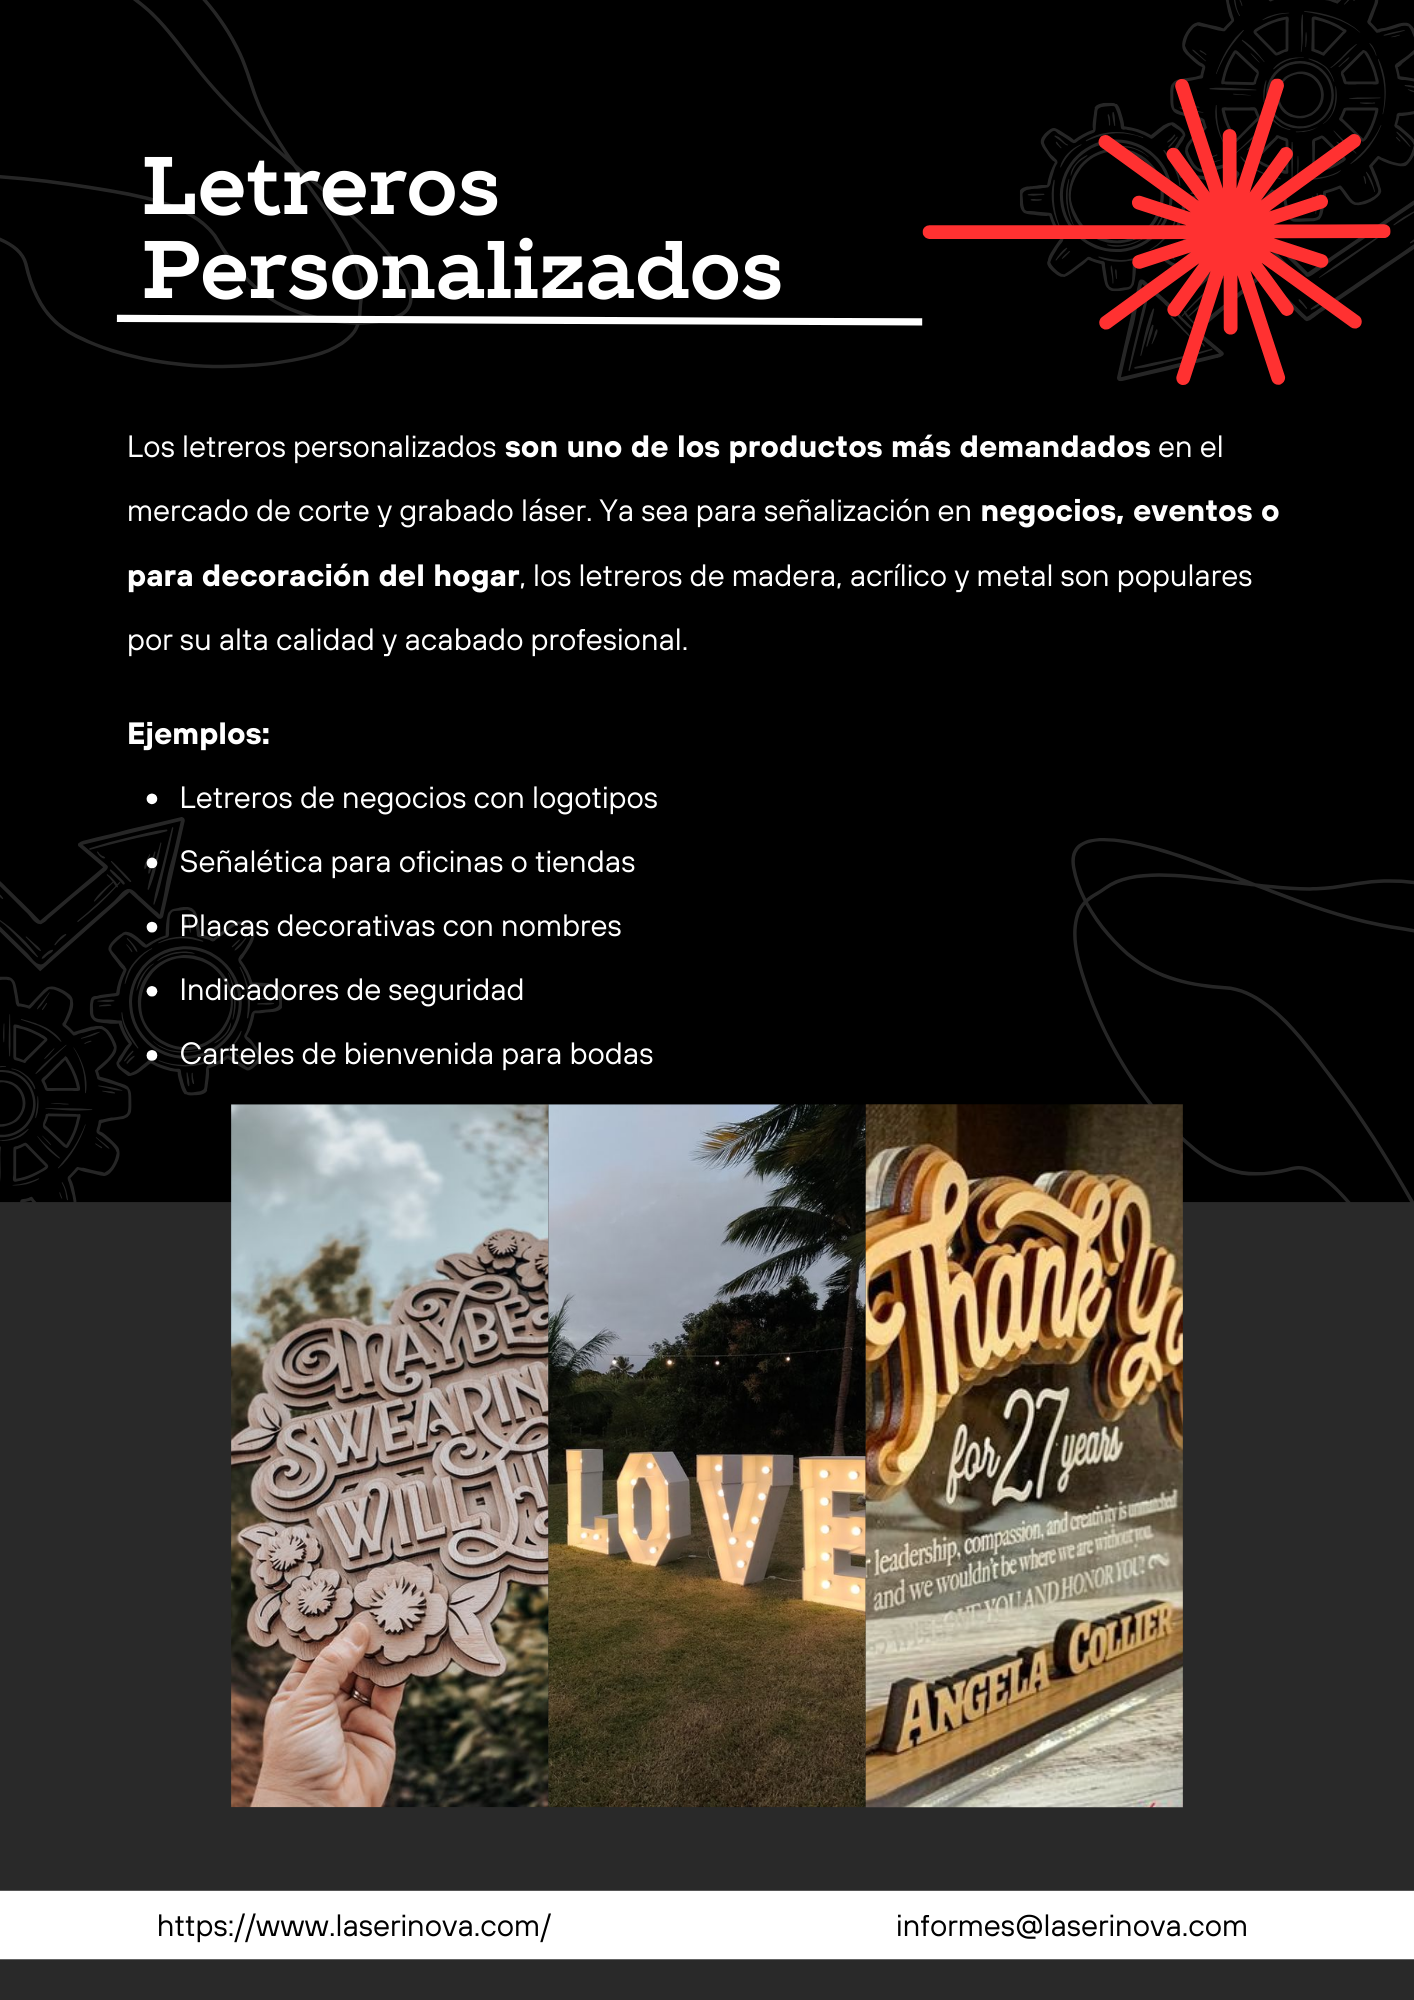 Letreros
Personalizados
Los letreros personalizados son uno de los productos más demandados en el
mercado de corte y grabado láser. Ya sea para señalización en negocios, eventos o
para decoración del hogar, los letreros de madera, acrílico y metal son populares
por su alta calidad y acabado profesional.
Ejemplos:
Letreros de negocios con logotipos
Señalética para oficinas o tiendas
Placas decorativas con nombres
Indicadores de seguridad
Carteles de bienvenida para bodas
MAYBE
SWEARIN
WILL H
LOVE
Thank Yo
for 27 years
leadership, compassion, and creativity is unmatched
and we wouldn't be where we are without you.
LOVE YOU AND HONOR YOU!
ANGELA COLLIER
https://www.laserinova.com/
informes@laserinova.com